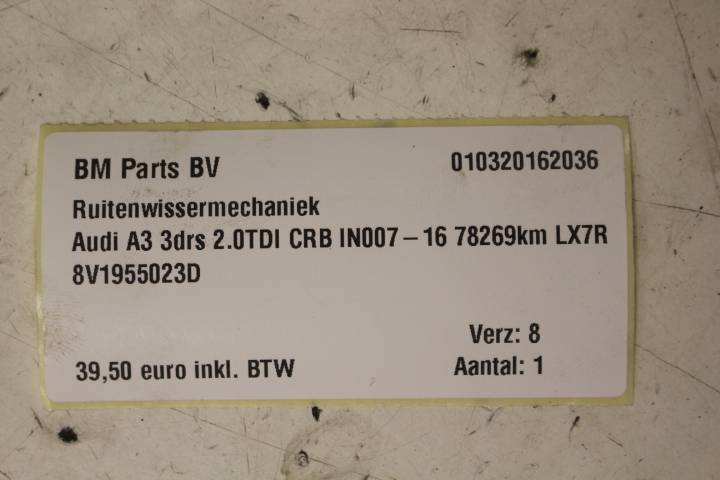 BM Parts BV 010320162036
Ruitenwissermechaniek
Audi A3 3drs 2.0TDI CRB IN007-16 78269km LX7R
8V1955023D
Verz: 8
39,50 euro inkl. BTW Aantal: 1